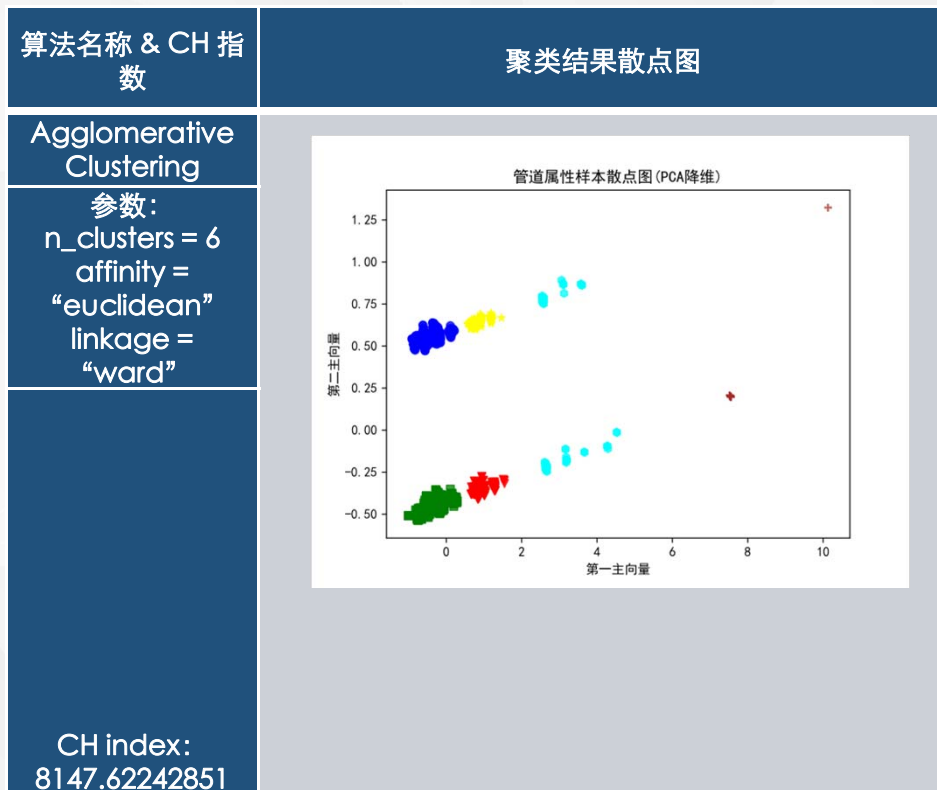 算法名称 & CH 指
数
聚类结果散点图
Agglomerative
Clustering
参数：
n_clusters = 6
affinity =
“euclidean”
linkage =
“ward”
CH index：
8147.62242851
管道属性样本散点图(PCA降维)
第二主向量
1.25
1.00
0.75
0.50
0.25
0.00
−0.25
−0.50
0 2 4 6 8 10
第一主向量